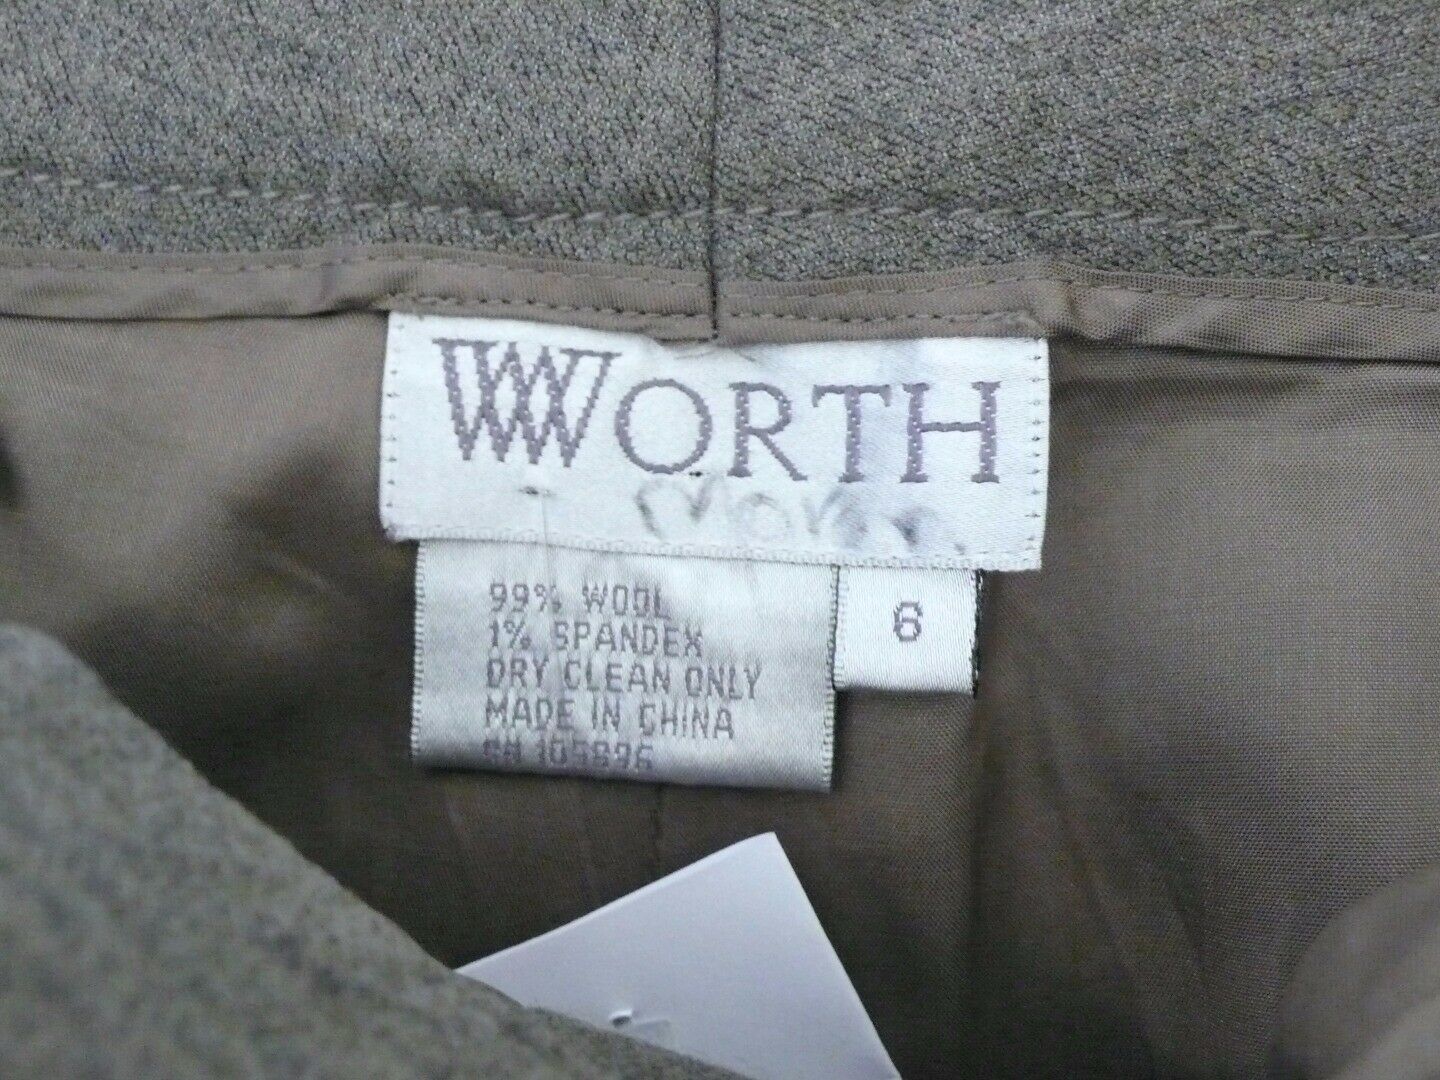 WORTH
99% WOOL
1% SPANDEX
DRY CLEAN ONLY
MADE IN CHINA
6